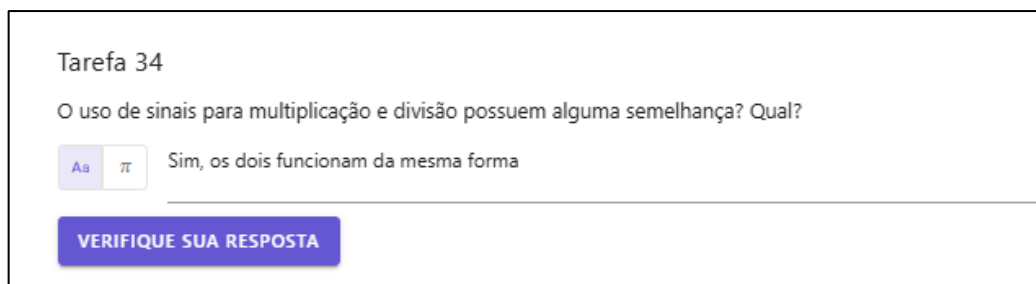 Tarefa 34
O uso de sinais para multiplicação e divisão possuem alguma semelhança? Qual?
Aa π Sim, os dois funcionam da mesma forma
VERIFIQUE SUA RESPOSTA